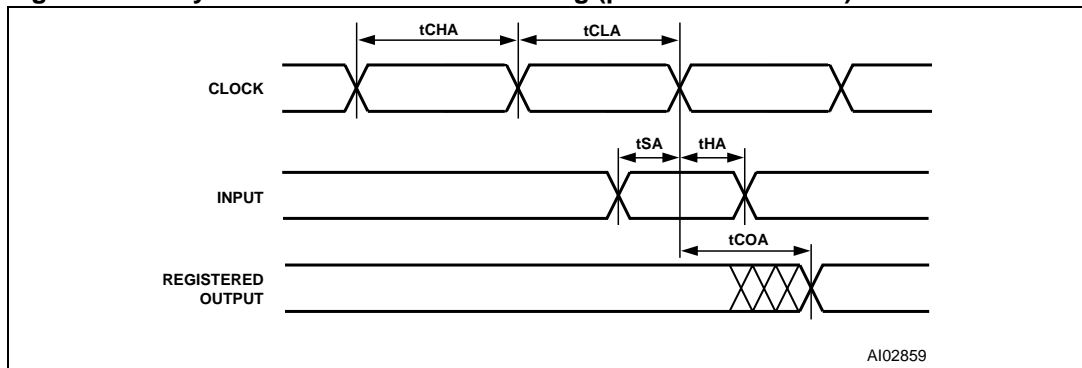 tCHA
tCLA
CLOCK
tSA
tHA
INPUT
tCOA
REGISTERED
OUTPUT
AI02859